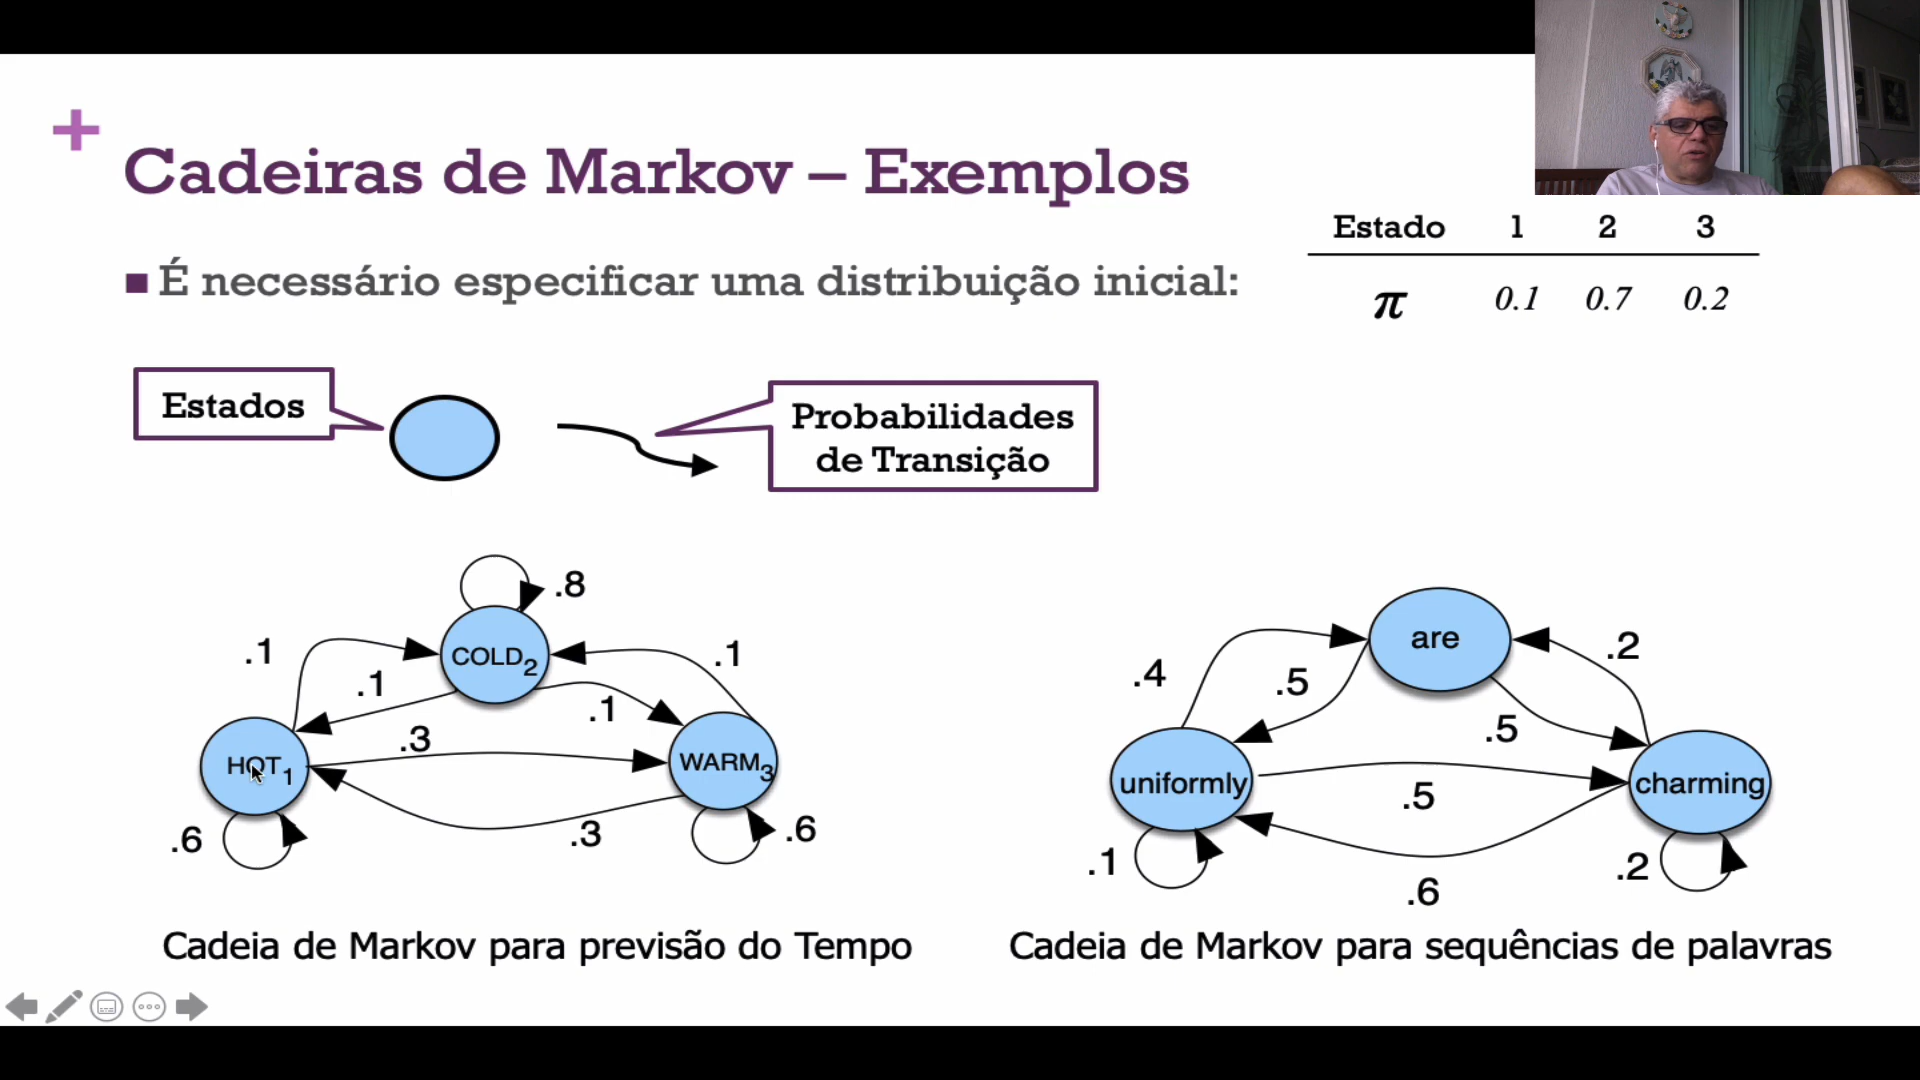 +
Cadeiras de Markov – Exemplos
Estado 1 2 3
π 0.1 0.7 0.2
■ É necessário especificar uma distribuição inicial:
Estados
Probabilidades
de Transição
.8
COLD2
.1
.1
.1
.1
HOT1
.3
WARM3
.3
.6
.6
are
.4
.5
.2
.5
uniformly
charming
.5
.1
.6
.2
Cadeia de Markov para previsão do Tempo
Cadeia de Markov para sequências de palavras